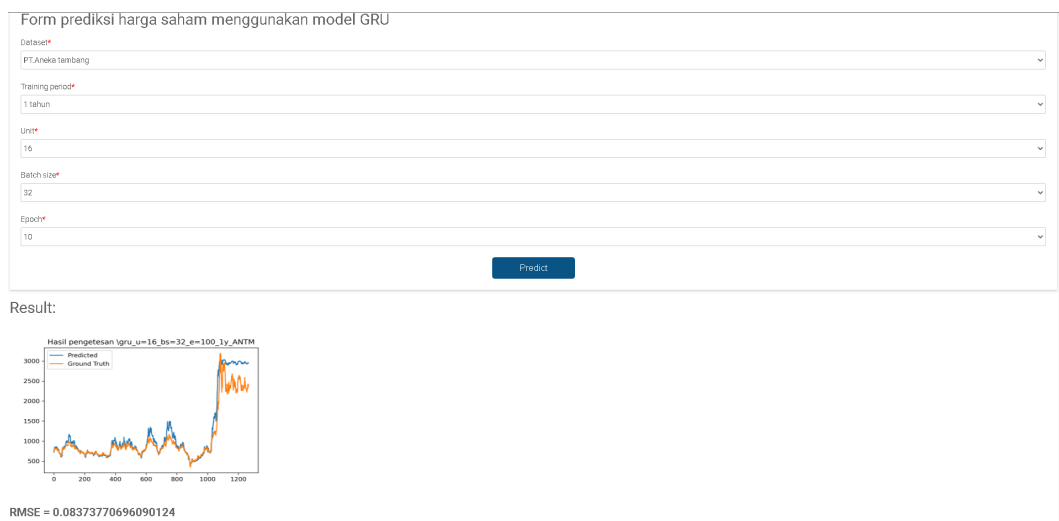 Form prediksi harga saham menggunakan model GRU
Dataset*
PT.Aneka tambang
Training period*
1 tahun
Unit*
16
Batch size*
32
Epoch*
10
Predict
Result:
Hasil pengetesan \gru_u=16_bs=32_e=100_1y_ANTM
Predicted
Ground Truth
3000
2500
2000
1500
1000
500
0 200 400 600 800 1000 1200
RMSE = 0.08373770696090124